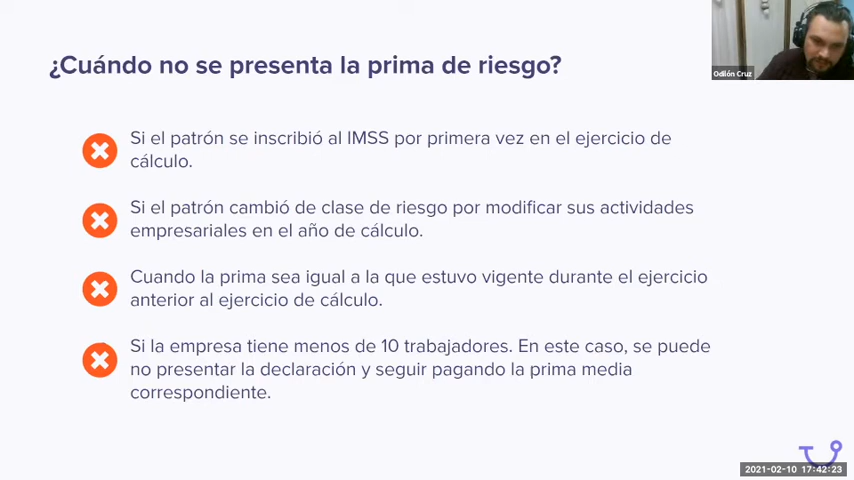 ¿Cuándo no se presenta la prima de riesgo?
Odilón Cruz
Si el patrón se inscribió al IMSS por primera vez en el ejercicio de
cálculo.
Si el patrón cambió de clase de riesgo por modificar sus actividades
empresariales en el año de cálculo.
Cuando la prima sea igual a la que estuvo vigente durante el ejercicio
anterior al ejercicio de cálculo.
Si la empresa tiene menos de 10 trabajadores. En este caso, se puede
no presentar la declaración y seguir pagando la prima media
correspondiente.
2021-02-10 17:42:23